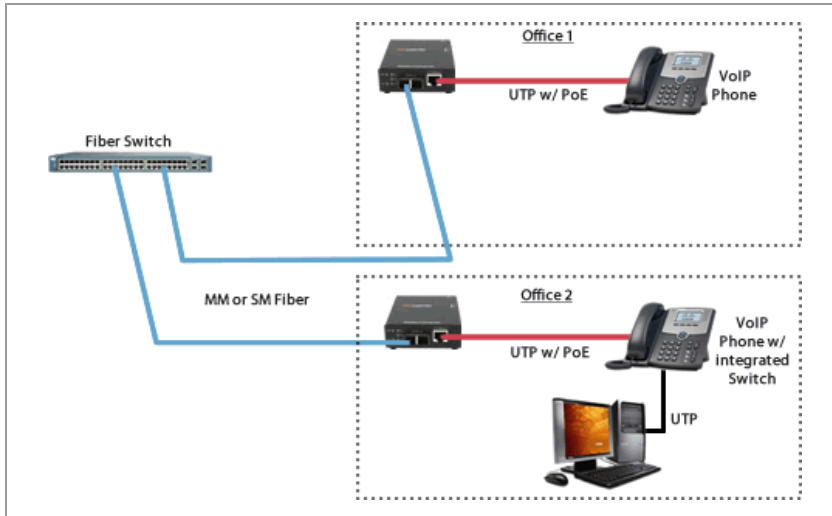 Office 1
UTP w/ PoE
VoIP
Phone
Fiber Switch
MM or SM Fiber
Office 2
UTP w/ PoE
VoIP
Phone w/
integrated
Switch
UTP